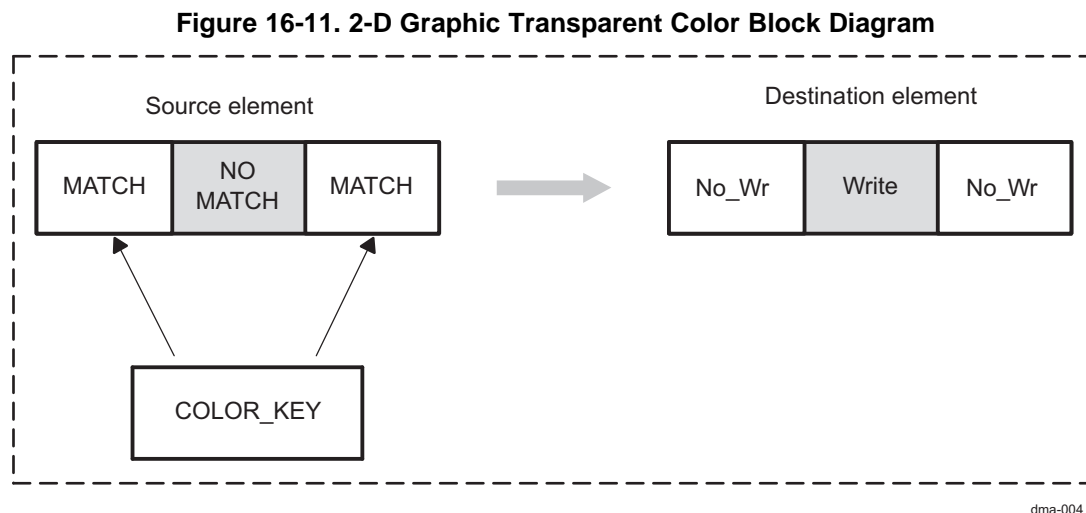 Figure 16-11. 2-D Graphic Transparent Color Block Diagram
Source element
Destination element
MATCH
NO
MATCH
MATCH
No_Wr
Write
No_Wr
COLOR_KEY
dma-004